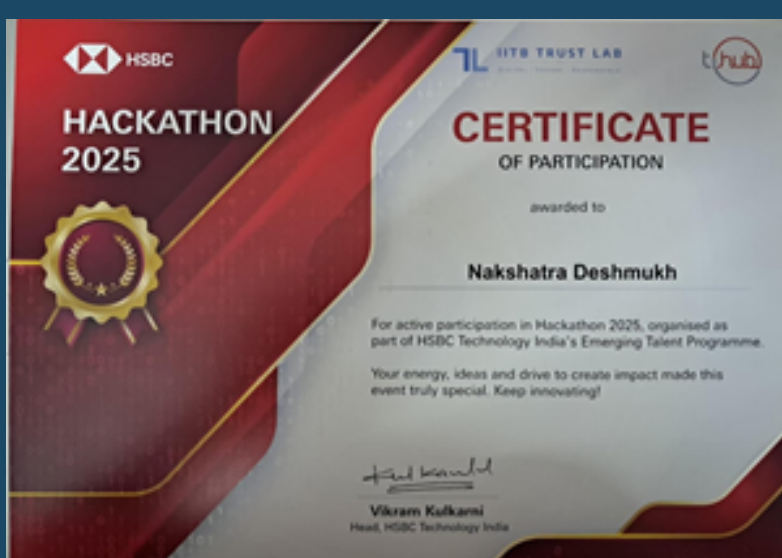 HSBC
HACKATHON
2025
IITB TRUST LAB
t hub
CERTIFICATE
OF PARTICIPATION
awarded to
Nakshatra Deshmukh
For active participation in Hackathon 2025, organised as
part of HSBC Technology India's Emerging Talent Programme.
Your energy, ideas and drive to create impact made this
event truly special. Keep innovating!
Vikram Kulkarni
Head, HSBC Technology India